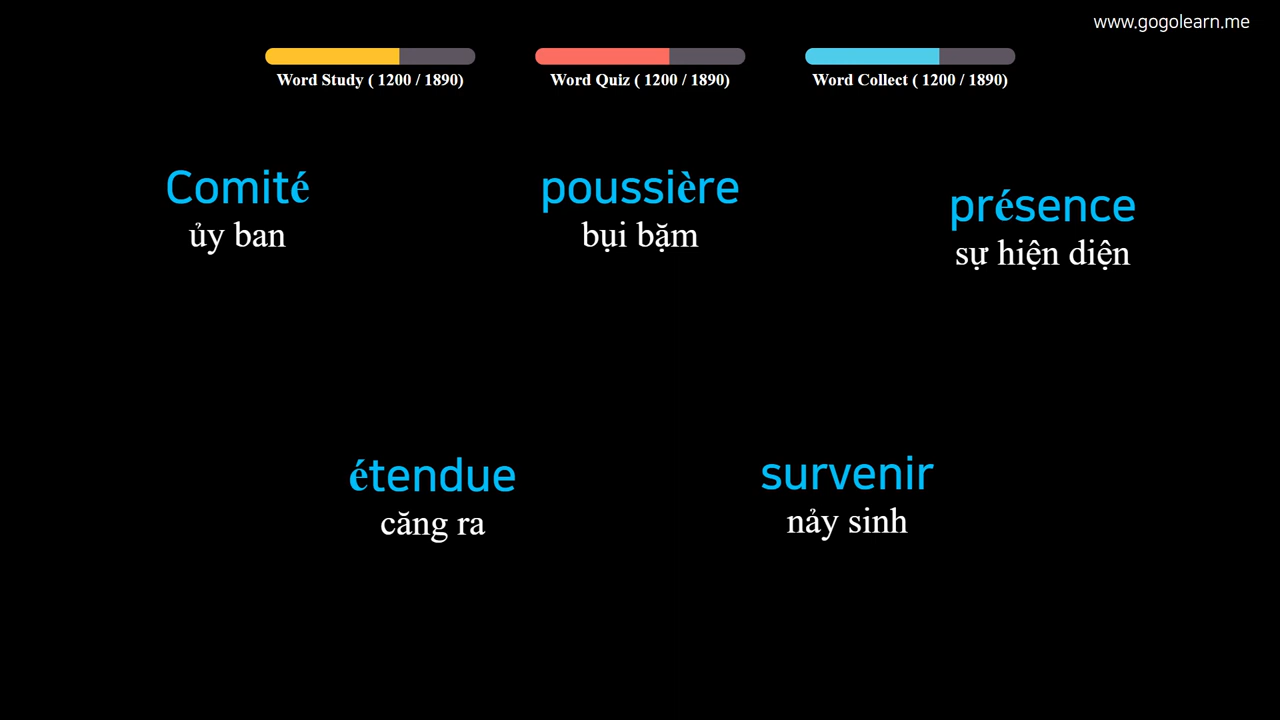 www.gogolearn.me
Word Study ( 1200 / 1890)
Word Quiz ( 1200 / 1890)
Word Collect ( 1200 / 1890)
Comité
ủy ban
poussière
bụi bặm
présence
sự hiện diện
étendue
căng ra
survenir
nảy sinh